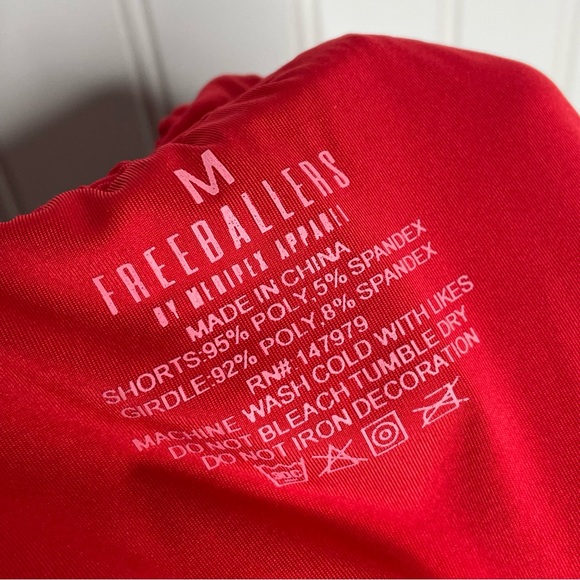 M
FREEBALLERS
BY MEDIPEX APPAREL
MADE IN CHINA
SHORTS:95% POLY,5% SPANDEX
GIRDLE:92% POLY,8% SPANDEX
RN#:147979
MACHINE WASH COLD WITH LIKES
DO NOT BLEACH TUMBLE DRY
DO NOT IRON DECORATION